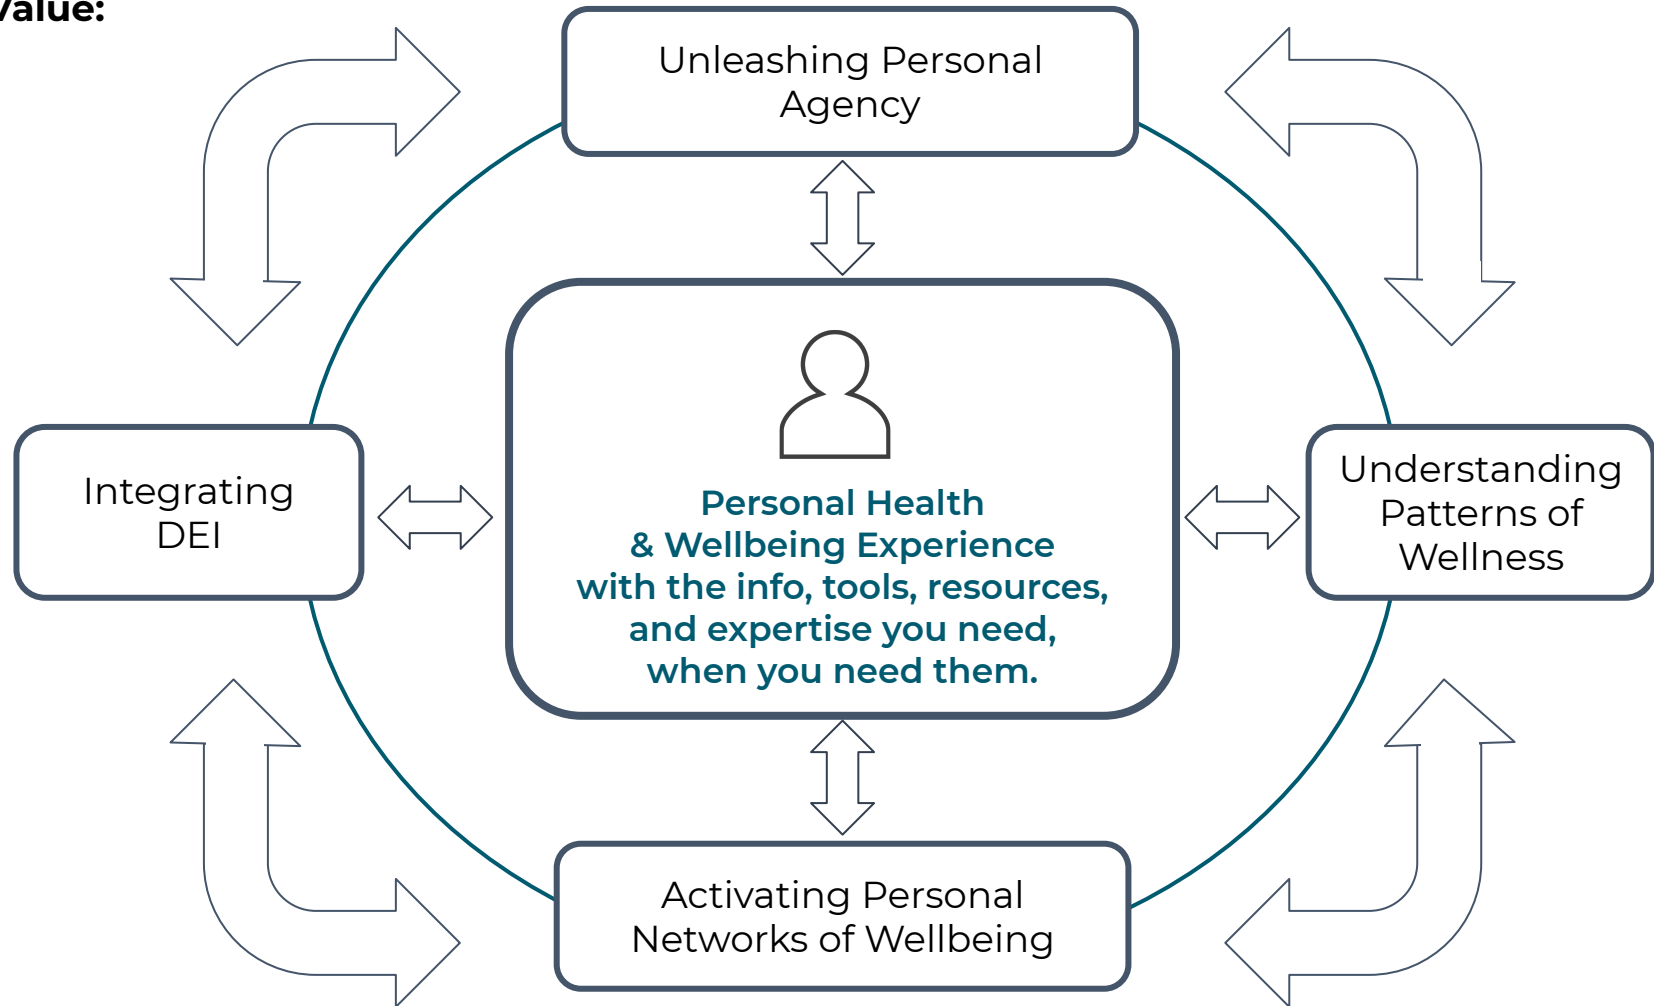 Value:
Unleashing Personal
Agency
Integrating
DEI
Personal Health
& Wellbeing Experience
with the info, tools, resources,
and expertise you need,
when you need them.
Understanding
Patterns of
Wellness
Activating Personal
Networks of Wellbeing